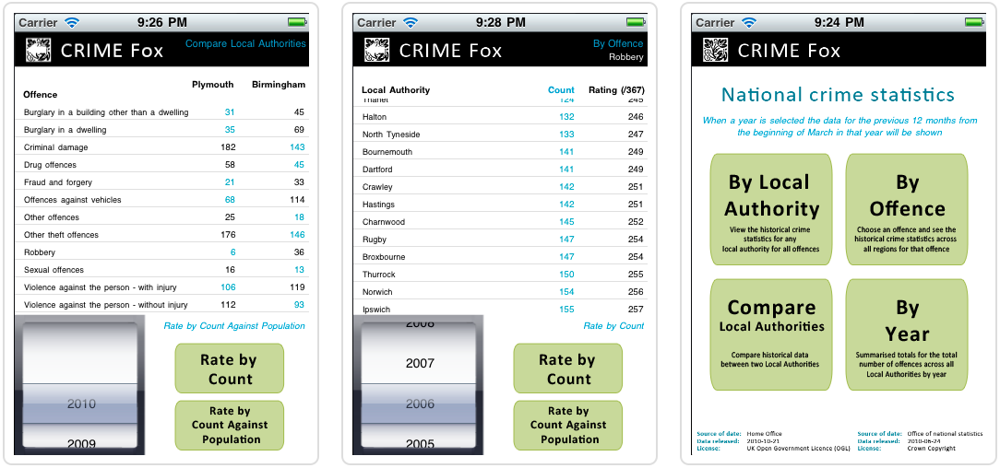 Carrier 9:26 PM
CRIME Fox Compare Local Authorities
Plymouth Birmingham
Offence
Burglary in a building other than a dwelling 31 45
Burglary in a dwelling 35 69
Criminal damage 182 143
Drug offences 58 45
Fraud and forgery 21 33
Offences against vehicles 68 114
Other offences 25 18
Other theft offences 176 146
Robbery 6 36
Sexual offences 16 13
Violence against the person - with injury 106 119
Violence against the person - without injury 112 93
Rate by Count Against Population
2010
2009
Rate by
Count
Rate by
Count Against
Population
Carrier 9:28 PM
CRIME Fox By Offence
Robbery
Local Authority Count Rating (/367)
Thanet 124 245
Halton 132 246
North Tyneside 133 247
Bournemouth 141 249
Dartford 141 249
Crawley 142 251
Hastings 142 251
Charnwood 145 252
Rugby 147 254
Broxbourne 147 254
Thurrock 150 255
Norwich 154 256
Ipswich 155 257
Rate by Count
2008
2007
2006
2005
Rate by
Count
Rate by
Count Against
Population
Carrier 9:24 PM
CRIME Fox
National crime statistics
When a year is selected the data for the previous 12 months from
the beginning of March in that year will be shown
By Local
Authority
View the historical crime
statistics for any
local authority for all offences
By
Offence
Choose an offence and see the
historical crime statistics across
all regions for that offence
Compare
Local Authorities
Compare historical data
between two Local Authorities
By
Year
Summarised totals for the total
number of offences across all
Local Authorities by year
Source of date: Home Office
Data released: 2010-10-21
License: UK Open Government Licence (OGL)
Source of date: Office of national statistics
Data released: 2010-06-24
License: Crown Copyright